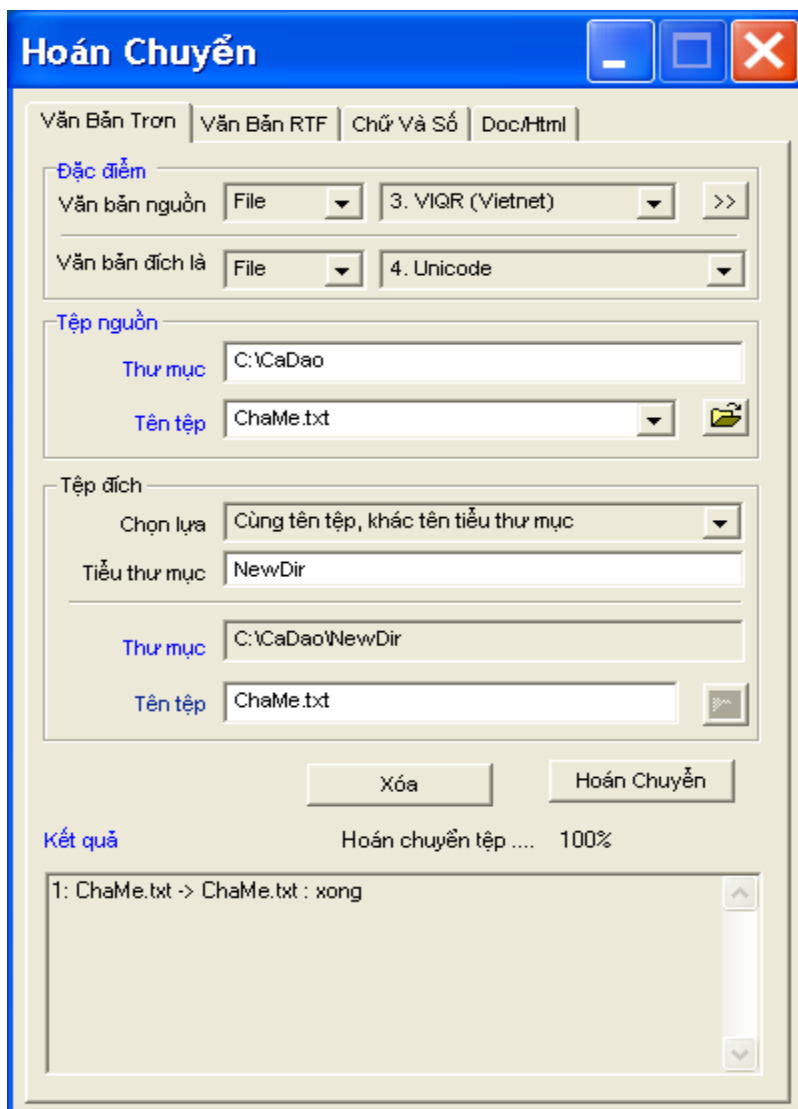 Hoán Chuyển
Văn Bản Trơn Văn Bản RTF Chữ Và Số Doc/Html
Đặc điểm
Văn bản nguồn File 3. VIQR (Vietnet) >>
Văn bản đích là File 4. Unicode
Tệp nguồn
Thư mục C:\CaDao
Tên tệp ChaMe.txt
Tệp đích
Chọn lựa Cùng tên tệp, khác tên tiểu thư mục
Tiểu thư mục NewDir
Thư mục C:\CaDao\NewDir
Tên tệp ChaMe.txt
Xóa Hoán Chuyển
Kết quả Hoán chuyển tệp .... 100%
1: ChaMe.txt -> ChaMe.txt : xong